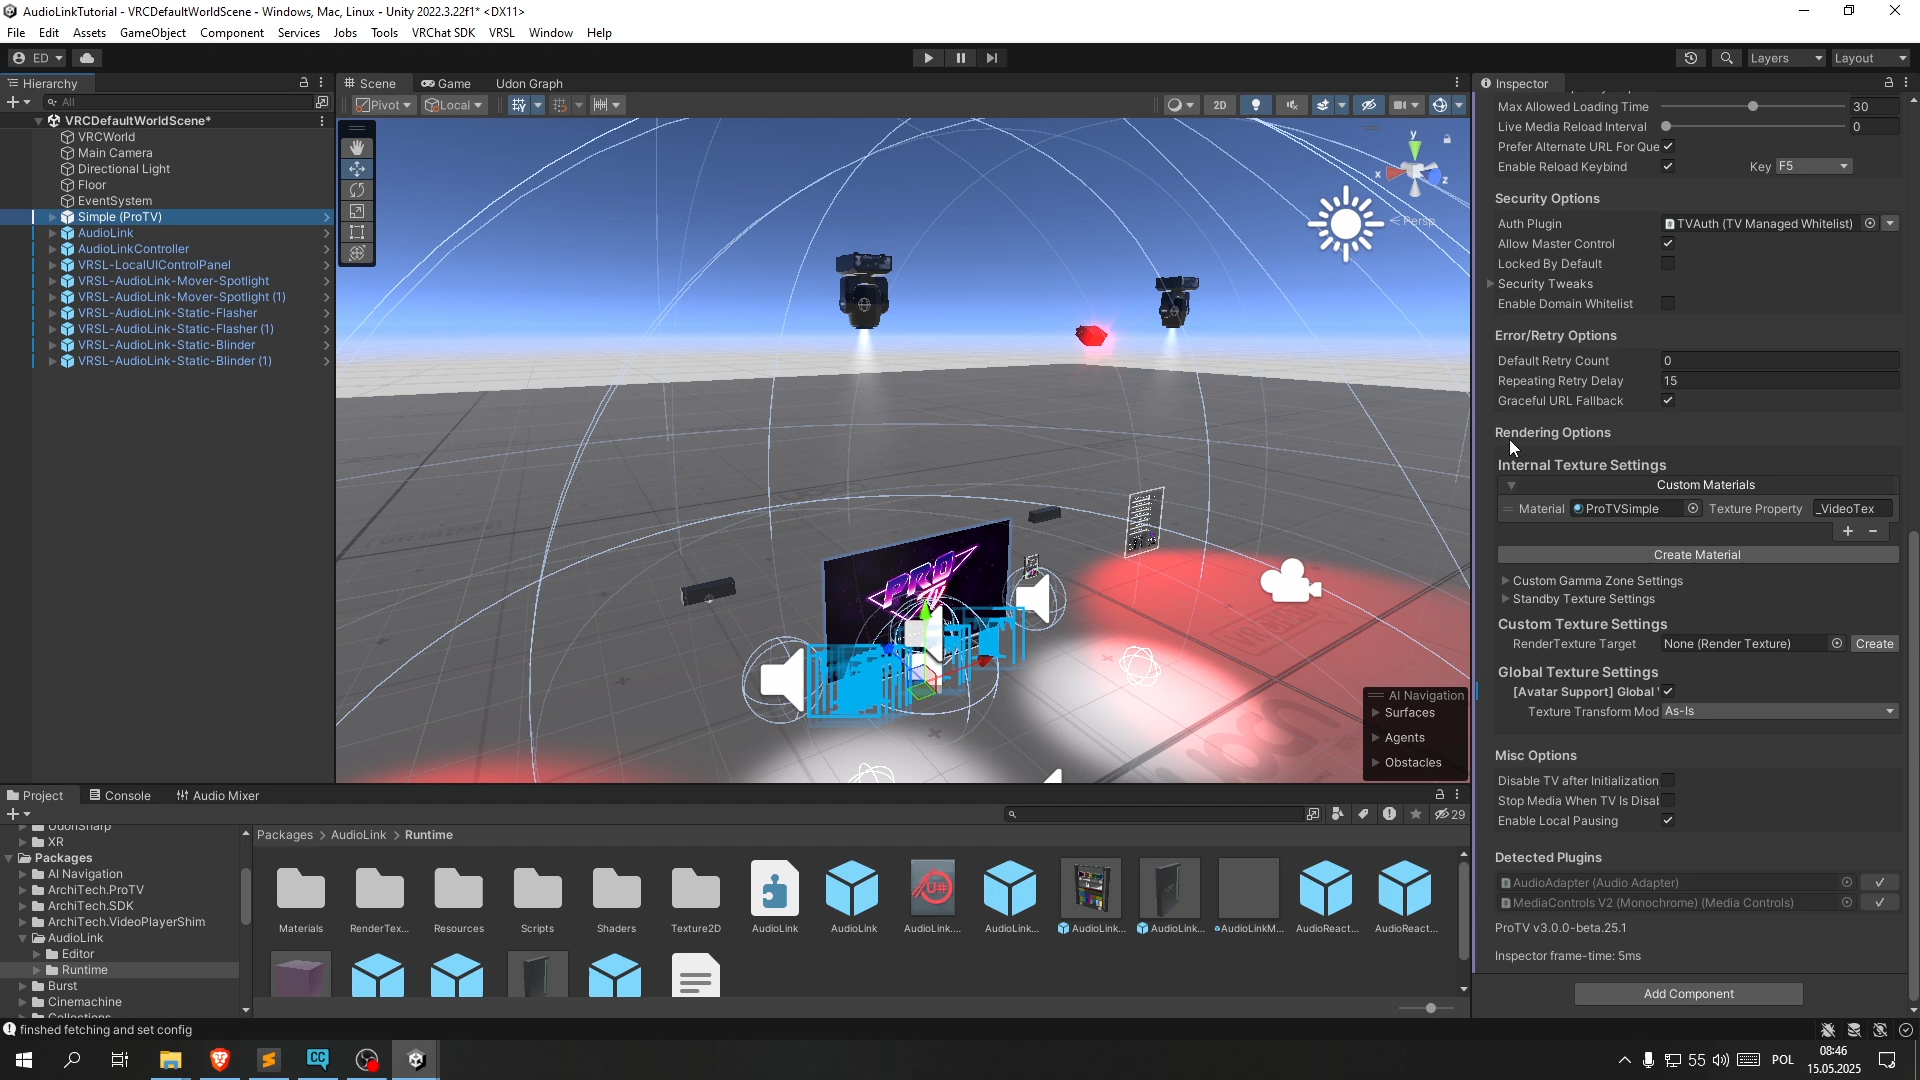 AudioLinkTutorial - VRCDefaultWorldScene - Windows, Mac, Linux - Unity 2022.3.22f1* <DX11>
File Edit Assets GameObject Component Services Jobs Tools VRChat SDK VRSL Window Help
ED Layers Layout
Hierarchy
All
VRCDefaultWorldScene*
VRCWorld
Main Camera
Directional Light
Floor
EventSystem
Simple (ProTV)
AudioLink
AudioLinkController
VRSL-LocalUIControlPanel
VRSL-AudioLink-Mover-Spotlight
VRSL-AudioLink-Mover-Spotlight (1)
VRSL-AudioLink-Static-Flasher
VRSL-AudioLink-Static-Flasher (1)
VRSL-AudioLink-Static-Blinder
VRSL-AudioLink-Static-Blinder (1)
Scene Game Udon Graph
Pivot Local 2D
y
x z
Persp
PRO
AI Navigation
Surfaces
Agents
Obstacles
Inspector
Max Allowed Loading Time 30
Live Media Reload Interval 0
Prefer Alternate URL For Que
Enable Reload Keybind Key F5
Security Options
Auth Plugin TVAuth (TV Managed Whitelist)
Allow Master Control
Locked By Default
Security Tweaks
Enable Domain Whitelist
Error/Retry Options
Default Retry Count 0
Repeating Retry Delay 15
Graceful URL Fallback
Rendering Options
Internal Texture Settings
Custom Materials
Material ProTVSimple Texture Property _VideoTex
Create Material
Custom Gamma Zone Settings
Standby Texture Settings
Custom Texture Settings
RenderTexture Target None (Render Texture) Create
Global Texture Settings
[Avatar Support] Global
Texture Transform Mod As-Is
Misc Options
Disable TV after Initialization
Stop Media When TV Is Disal
Enable Local Pausing
Detected Plugins
AudioAdapter (Audio Adapter)
MediaControls V2 (Monochrome) (Media Controls)
ProTV v3.0.0-beta.25.1
Inspector frame-time: 5ms
Add Component
Project Console Audio Mixer
29
UdonSharp
XR
Packages
AI Navigation
ArchiTech.ProTV
ArchiTech.SDK
ArchiTech.VideoPlayerShim
AudioLink
Editor
Runtime
Burst
Cinemachine
Collections
Packages > AudioLink > Runtime
Materials RenderTex... Resources Scripts Shaders Texture2D AudioLink AudioLink AudioLink.... AudioLink... AudioLink... AudioLink... AudioLinkM... AudioReact... AudioReact...
finshed fetching and set config
CC
55 POL 08:46
15.05.2025